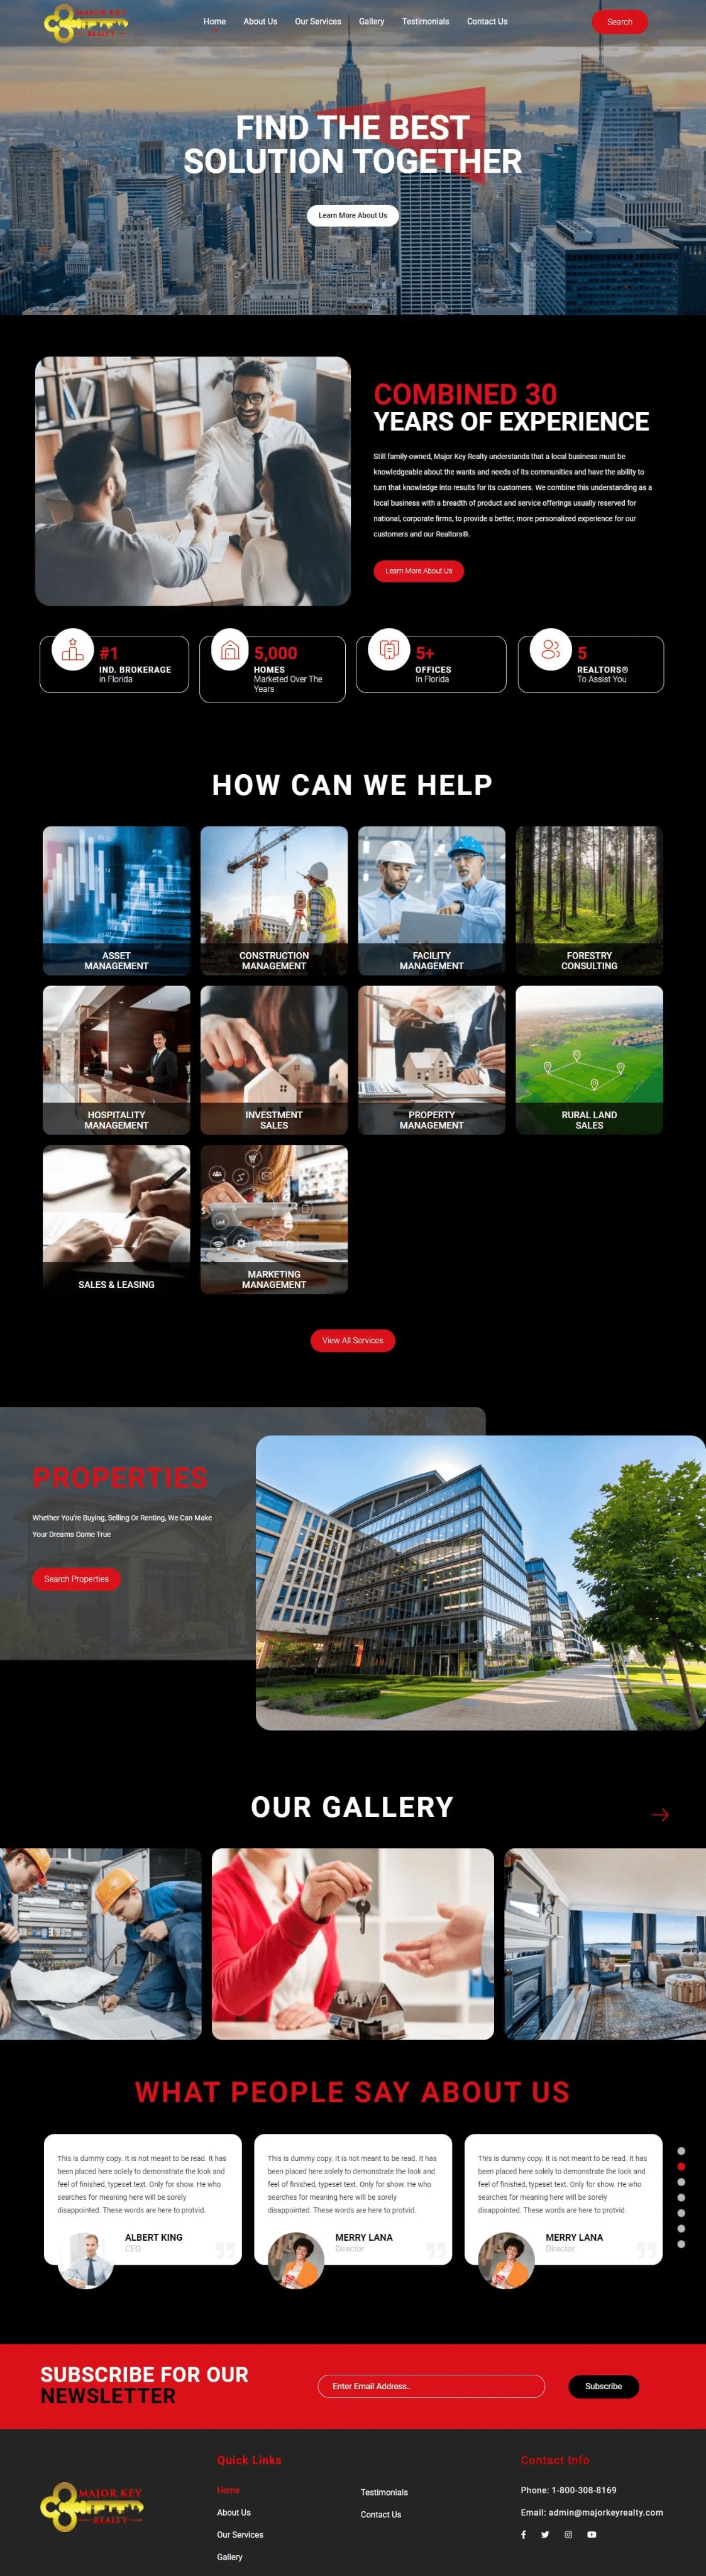 MAJOR KEY
REALTY
Home
About Us
Our Services
Gallery
Testimonials
Contact Us
Search
FIND THE BEST
SOLUTION TOGETHER
Learn More About Us
COMBINED 30
YEARS OF EXPERIENCE
Still family-owned, Major Key Realty understands that a local business must be
knowledgeable about the wants and needs of its communities and have the ability to
turn that knowledge into results for its customers. We combine this understanding as a
local business with a breadth of product and service offerings usually reserved for
national, corporate firms, to provide a better, more personalized experience for our
customers and our Realtors®.
Learn More About Us
#1
IND. BROKERAGE
in Florida
5,000
HOMES
Marketed Over The
Years
5+
OFFICES
In Florida
5
REALTORS®
To Assist You
HOW CAN WE HELP
ASSET
MANAGEMENT
CONSTRUCTION
MANAGEMENT
FACILITY
MANAGEMENT
FORESTRY
CONSULTING
HOSPITALITY
MANAGEMENT
INVESTMENT
SALES
PROPERTY
MANAGEMENT
RURAL LAND
SALES
SALES & LEASING
MARKETING
MANAGEMENT
View All Services
PROPERTIES
Whether You're Buying, Selling Or Renting, We Can Make
Your Dreams Come True
Search Properties
OUR GALLERY
WHAT PEOPLE SAY ABOUT US
This is dummy copy. It is not meant to be read. It has
been placed here solely to demonstrate the look and
feel of finished, typeset text. Only for show. He who
searches for meaning here will be sorely
disappointed. These words are here to protvid.
ALBERT KING
CEO
This is dummy copy. It is not meant to be read. It has
been placed here solely to demonstrate the look and
feel of finished, typeset text. Only for show. He who
searches for meaning here will be sorely
disappointed. These words are here to protvid.
MERRY LANA
Director
This is dummy copy. It is not meant to be read. It has
been placed here solely to demonstrate the look and
feel of finished, typeset text. Only for show. He who
searches for meaning here will be sorely
disappointed. These words are here to protvid.
MERRY LANA
Director
SUBSCRIBE FOR OUR
NEWSLETTER
Enter Email Address..
Subscribe
MAJOR KEY
REALTY
Quick Links
Home
About Us
Our Services
Gallery
Testimonials
Contact Us
Contact Info
Phone: 1-800-308-8169
Email: admin@majorkeyrealty.com